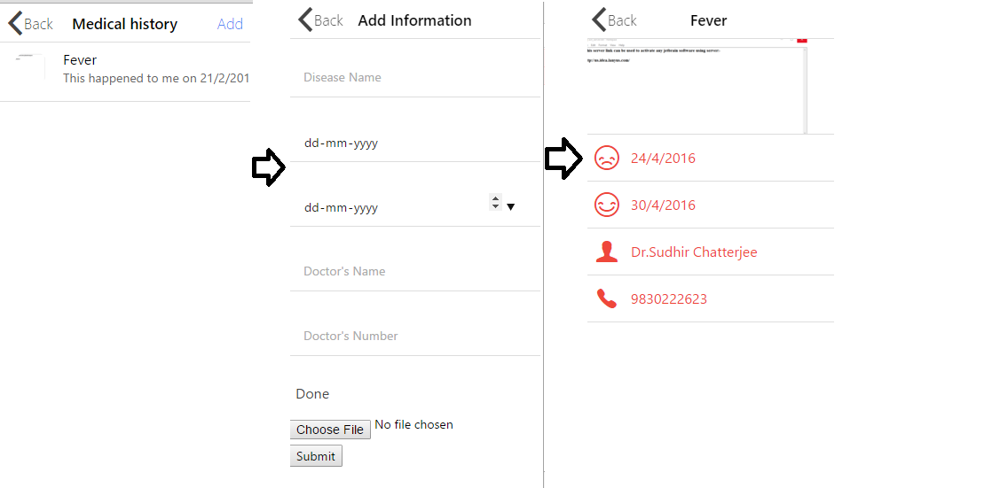 Back
Medical history
Add
Fever
This happened to me on 21/2/201
Back
Add Information
Disease Name
dd-mm-yyyy
dd-mm-yyyy
Doctor's Name
Doctor's Number
Done
Choose File No file chosen
Submit
Back
Fever
his server link can be used to activate any jetbrain software using server:
24/4/2016
30/4/2016
Dr.Sudhir Chatterjee
9830222623